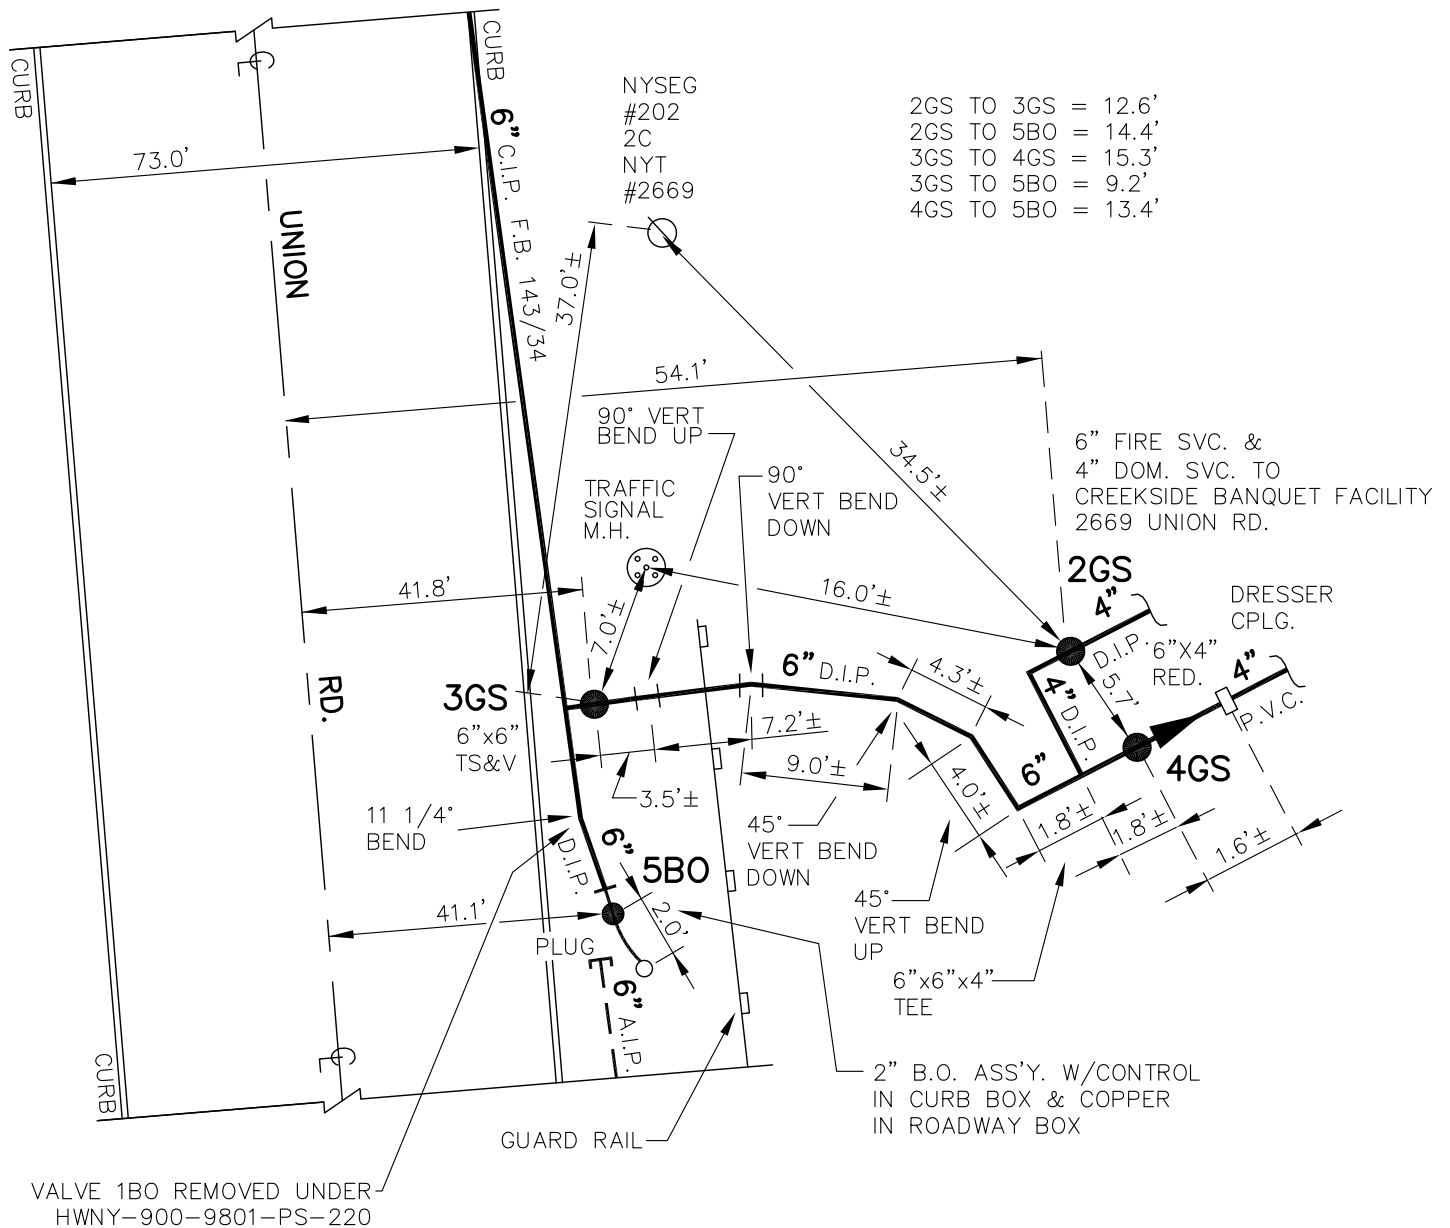 CURB
℄
CURB
NYSEG
#202
2C
NYT
#2669
2GS TO 3GS = 12.6'
2GS TO 5BO = 14.4'
3GS TO 4GS = 15.3'
3GS TO 5BO = 9.2'
4GS TO 5BO = 13.4'
73.0'
6" C.I.P. F.B. 143/34
UNION
37.0'±
54.1'
90° VERT
BEND UP
34.5'±
6" FIRE SVC. &
4" DOM. SVC. TO
CREEKSIDE BANQUET FACILITY
2669 UNION RD.
90°
VERT BEND
DOWN
TRAFFIC
SIGNAL
M.H.
41.8'
7.0'±
16.0'±
2GS
4"
D.I.P.
DRESSER
CPLG.
6"X4"
RED.
4"
P.V.C.
RD.
3GS
6"x6"
TS&V
6" D.I.P.
4.3'±
4" D.I.P.
5.7'
4GS
7.2'±
3.5'±
9.0'±
6"
4.0'±
1.8'±
1.8'±
1.6'±
11 1/4°
BEND
6"
D.I.P.
5BO
45°
VERT BEND
DOWN
45°
VERT BEND
UP
41.1'
2.0'
PLUG
6"
A.I.P.
6"x6"x4"
TEE
CURB
℄
2" B.O. ASS'Y. W/CONTROL
IN CURB BOX & COPPER
IN ROADWAY BOX
GUARD RAIL
VALVE 1BO REMOVED UNDER
HWNY-900-9801-PS-220